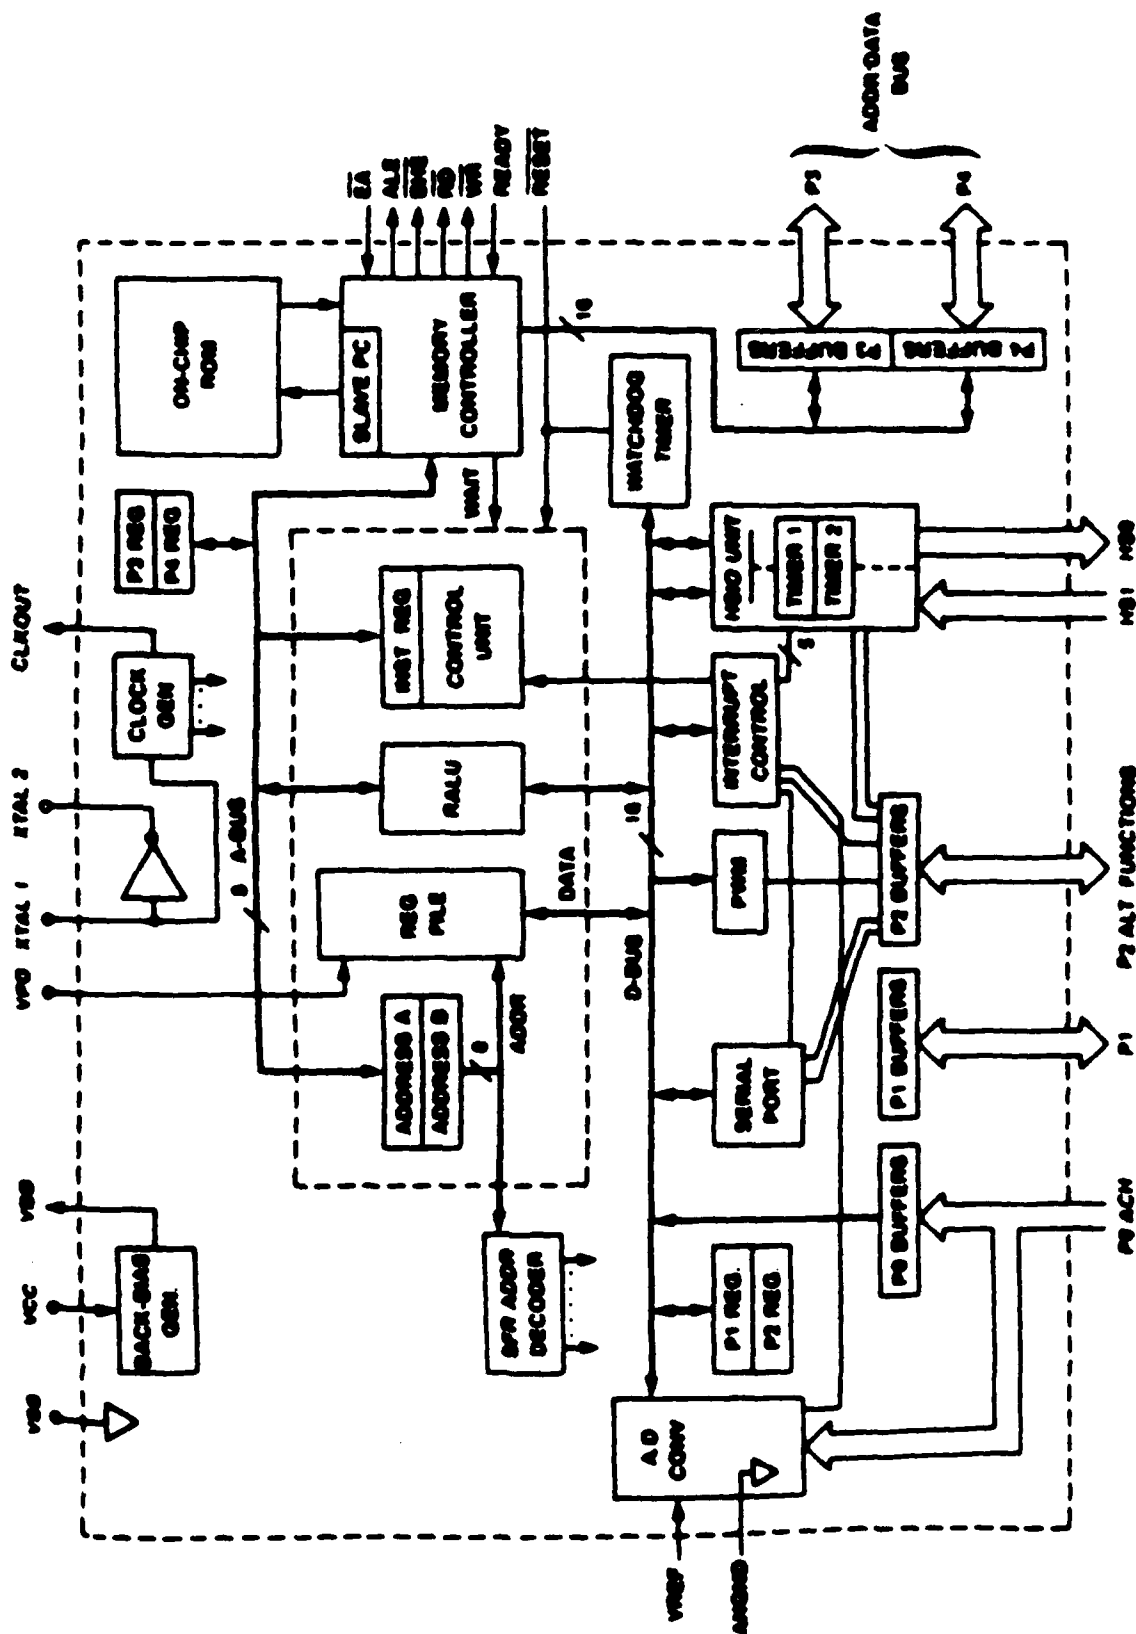 VSS
VCC
VBB
VPD
XTAL 1
XTAL 2
CLKOUT
BACK-BIAS
GEN.
CLOCK
GEN
P3 REG
P4 REG
ON-CHIP
ROM
8
A-BUS
SLAVE PC
MEMORY
CONTROLLER
EA
ALE
BHE
RD
WR
READY
RESET
WAIT
16
ADDRESS A
ADDRESS B
8
ADDR
REG
FILE
DATA
RALU
INST REG
CONTROL
UNIT
SFR ADDR
DECODER
D-BUS
16
WATCHDOG
TIMER
A D
CONV
VREF
ANGND
P1 REG.
P2 REG.
SERIAL
PORT
PWM
INTERRUPT
CONTROL
5
HSIO UNIT
TIMER 1
TIMER 2
P3 BUFFERS
P4 BUFFERS
P3
P4
ADDR DATA
BUS
P0 BUFFERS
P1 BUFFERS
P2 BUFFERS
P0 ACH
P1
P2 ALT FUNCTIONS
HSI
HSO